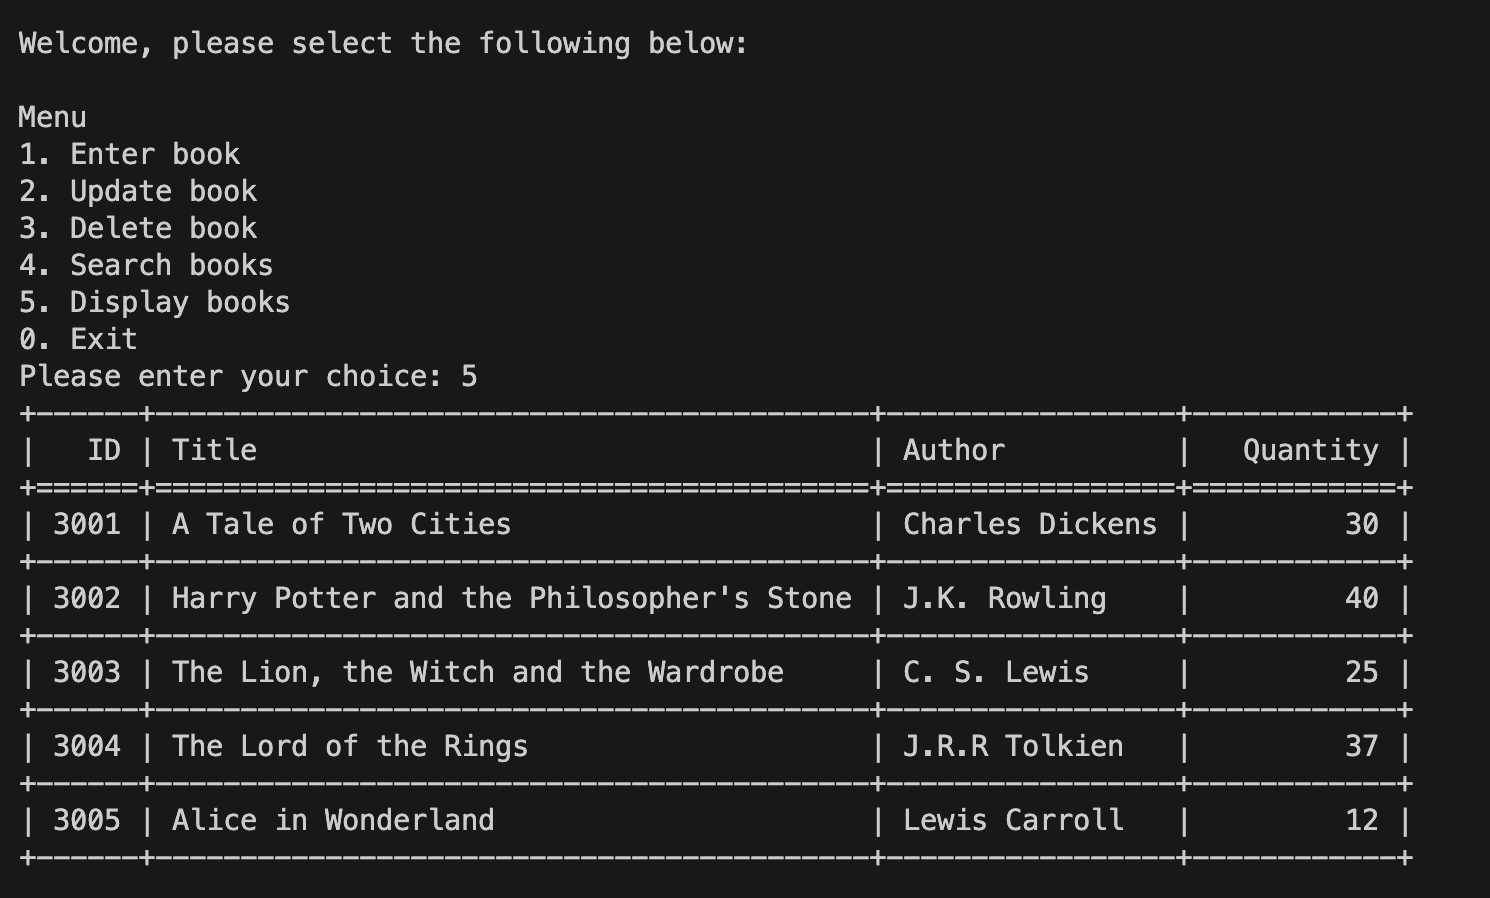 Welcome, please select the following below:
Menu
1. Enter book
2. Update book
3. Delete book
4. Search books
5. Display books
0. Exit
Please enter your choice: 5
+------+------------------------------------------+-----------------+------------+
|   ID | Title                                    | Author          |   Quantity |
+======+==========================================+=================+============+
| 3001 | A Tale of Two Cities                     | Charles Dickens |         30 |
+------+------------------------------------------+-----------------+------------+
| 3002 | Harry Potter and the Philosopher's Stone | J.K. Rowling    |         40 |
+------+------------------------------------------+-----------------+------------+
| 3003 | The Lion, the Witch and the Wardrobe     | C. S. Lewis     |         25 |
+------+------------------------------------------+-----------------+------------+
| 3004 | The Lord of the Rings                    | J.R.R Tolkien   |         37 |
+------+------------------------------------------+-----------------+------------+
| 3005 | Alice in Wonderland                      | Lewis Carroll   |         12 |
+------+------------------------------------------+-----------------+------------+